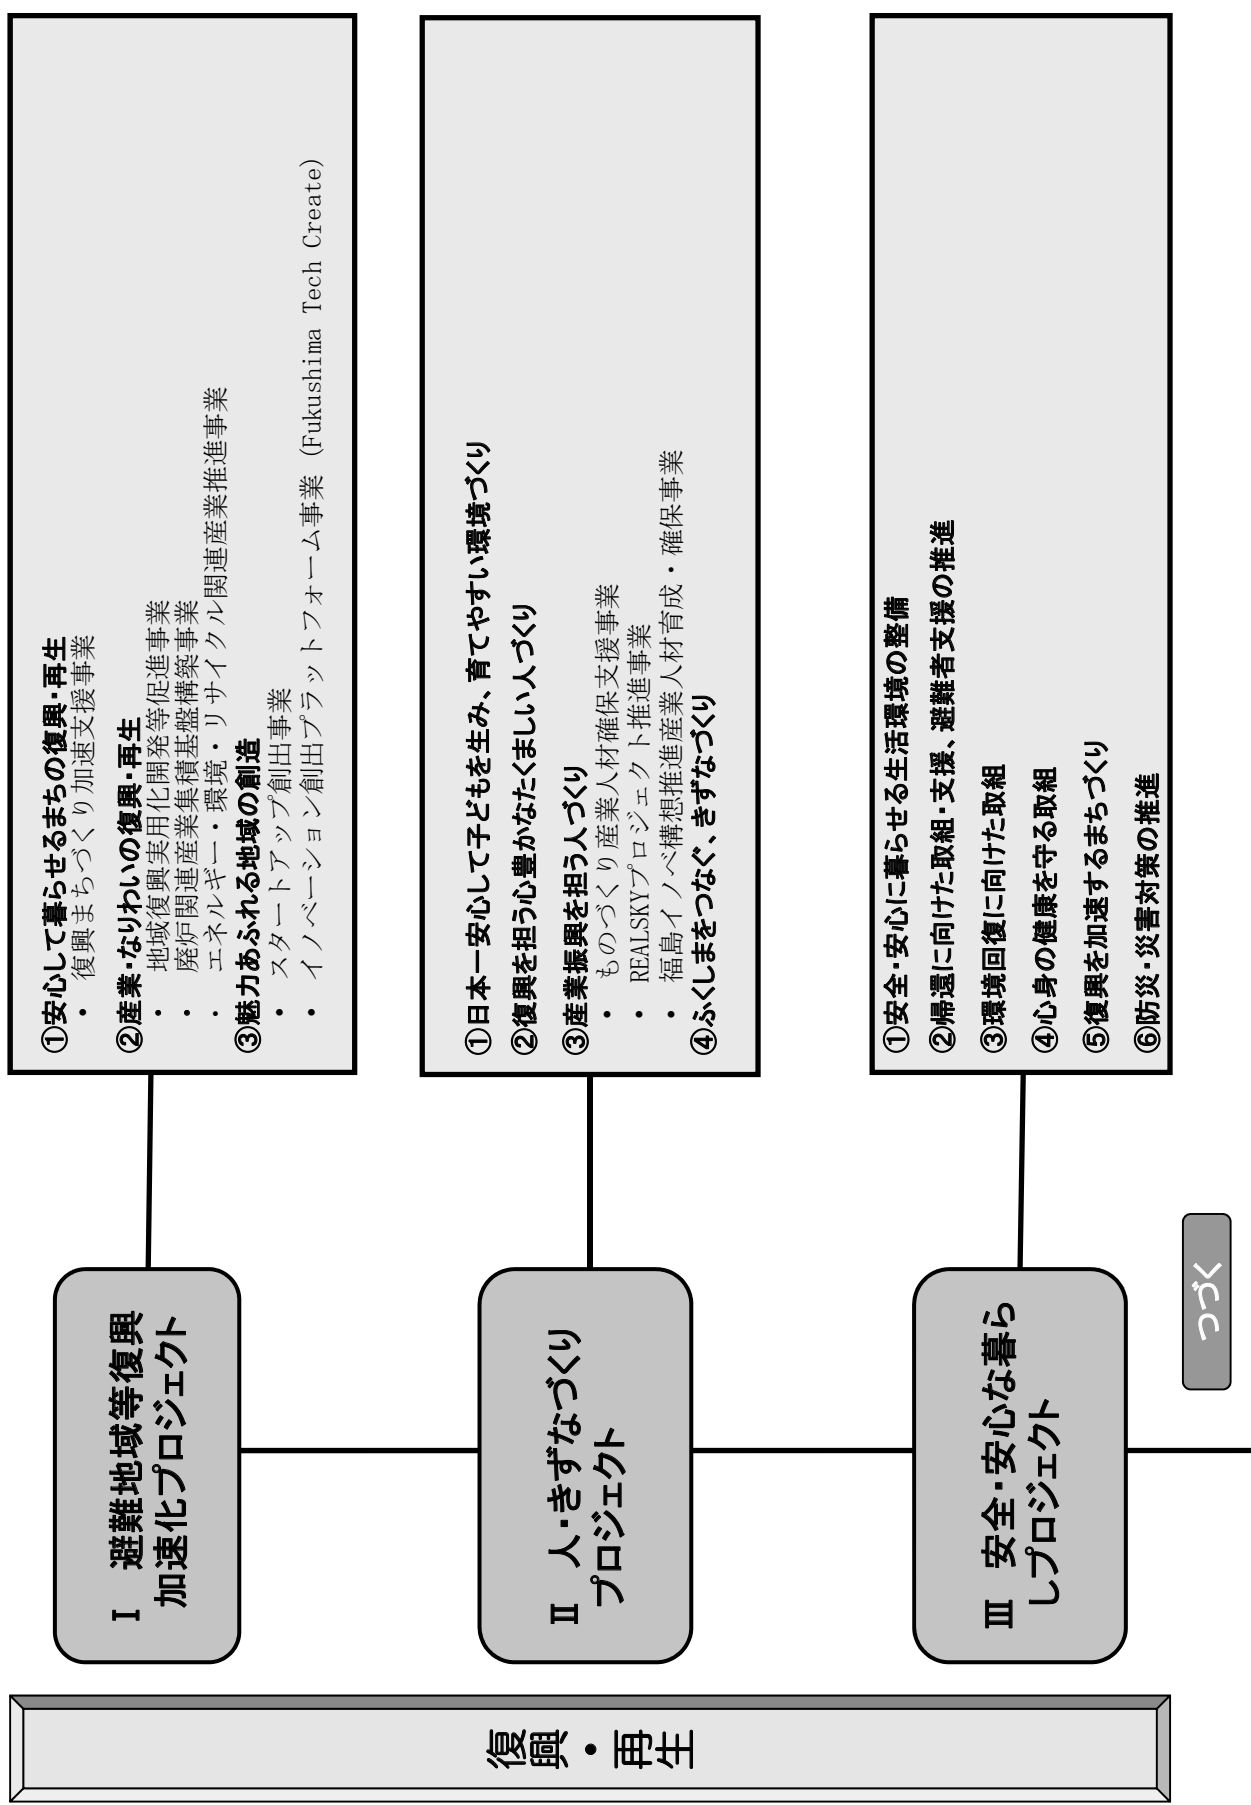 復興・再生
Ⅰ 避難地域等復興
加速化プロジェクト
①安心して暮らせるまちの復興・再生
・ 復興まちづくり加速支援事業
②産業・なりわいの復興・再生
・ 地域復興実用化開発等促進事業
・ 廃炉関連産業集積基盤構築事業
・ エネルギー・環境・リサイクル関連産業推進事業
③魅力あふれる地域の創造
・ スタートアップ創出事業
・ イノベーション創出プラットフォーム事業 (Fukushima Tech Create)
Ⅱ 人・きずなづくり
プロジェクト
①日本一安心して子どもを生み、育てやすい環境づくり
②復興を担う心豊かなたくましい人づくり
③産業振興を担う人づくり
・ ものづくり産業人材確保支援事業
・ REALSKYプロジェクト推進事業
・ 福島イノベ構想推進産業人材育成・確保事業
④ふくしまをつなぐ、きずなづくり
Ⅲ 安全・安心な暮ら
しプロジェクト
①安全・安心に暮らせる生活環境の整備
②帰還に向けた取組・支援、避難者支援の推進
③環境回復に向けた取組
④心身の健康を守る取組
⑤復興を加速するまちづくり
⑥防災・災害対策の推進
つづく